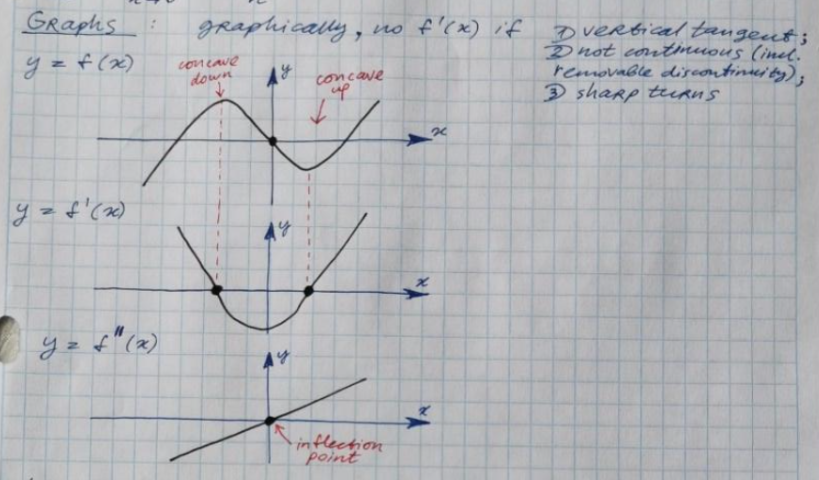 Graphs : graphically, no f'(x) if 1) vertical tangent;
2) not continuous (incl.
removable discontinuity);
3) sharp turns
y = f(x)
concave
down
concave
up
y
x
y = f'(x)
y
x
y = f"(x)
y
x
inflection
point